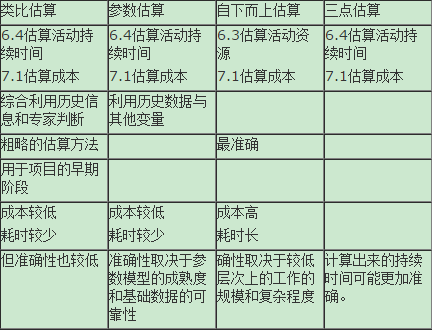 类比估算
参数估算
自下而上估算
三点估算
6.4估算活动持
续时间
7.1估算成本
6.4估算活动持
续时间
7.1估算成本
6.3估算活动资
源
7.1估算成本
6.4估算活动持
续时间
7.1估算成本
综合利用历史信
息和专家判断
利用历史数据与
其他变量
粗略的估算方法
最准确
用于项目的早期
阶段
成本较低
耗时较少
成本较低
耗时较少
成本高
耗时长
但准确性也较低
准确性取决于参
数模型的成熟度
和基础数据的可
靠性
确性取决于较低
层次上的工作的
规模和复杂程度
计算出来的持续
时间可能更加准
确。